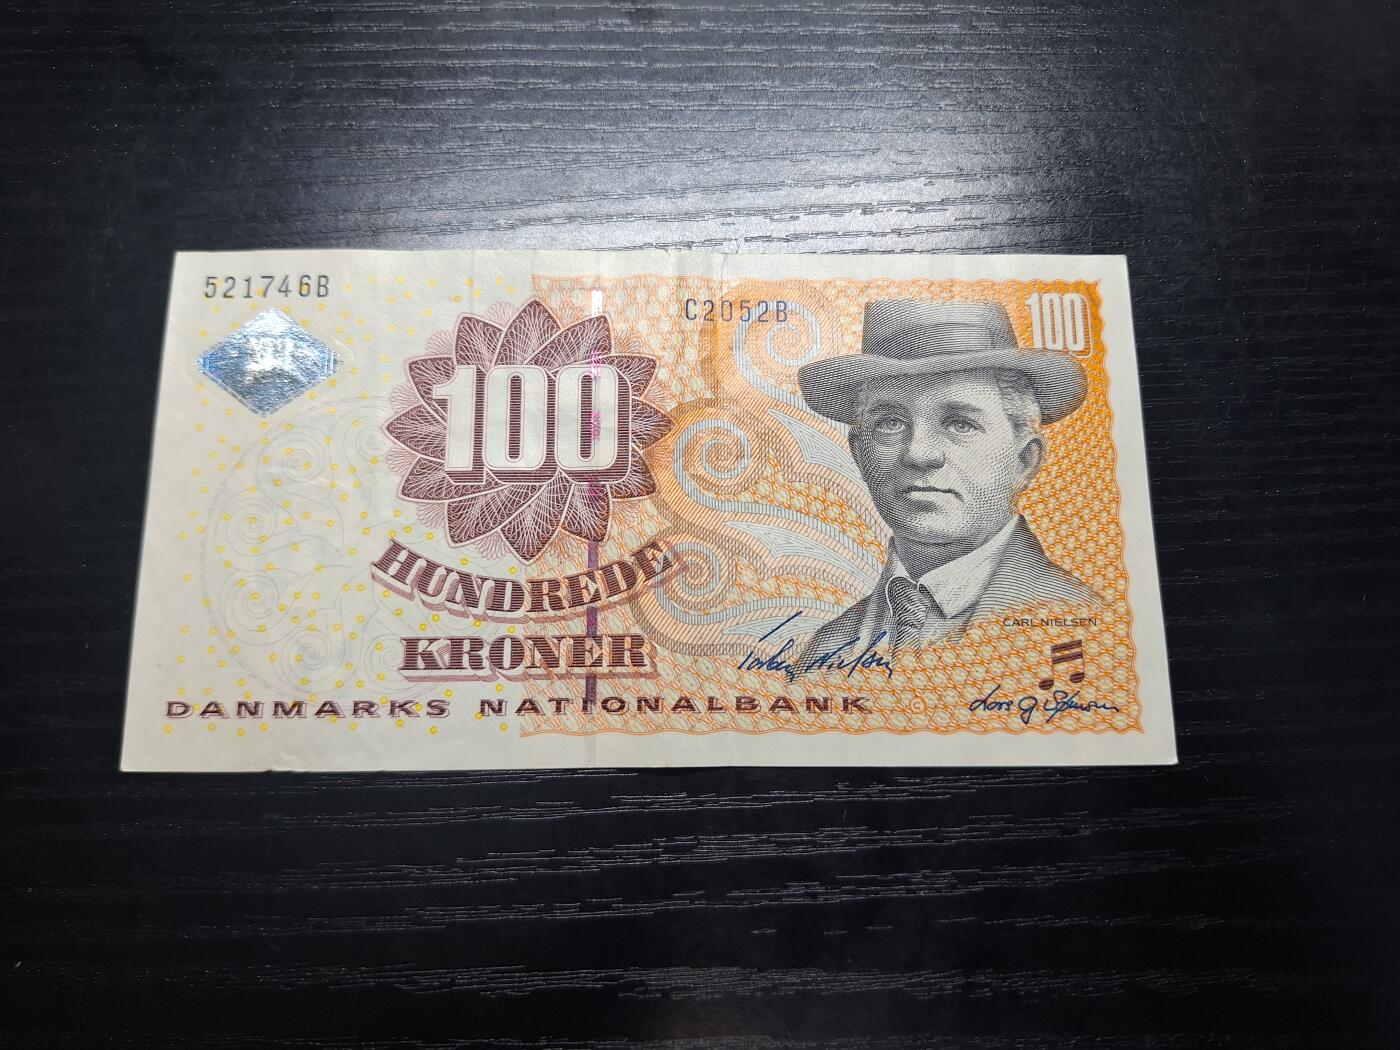 521746B
C2052B
100
100
HUNDREDE
KRONER
CARL NIELSEN
DANMARKS NATIONALBANK ©